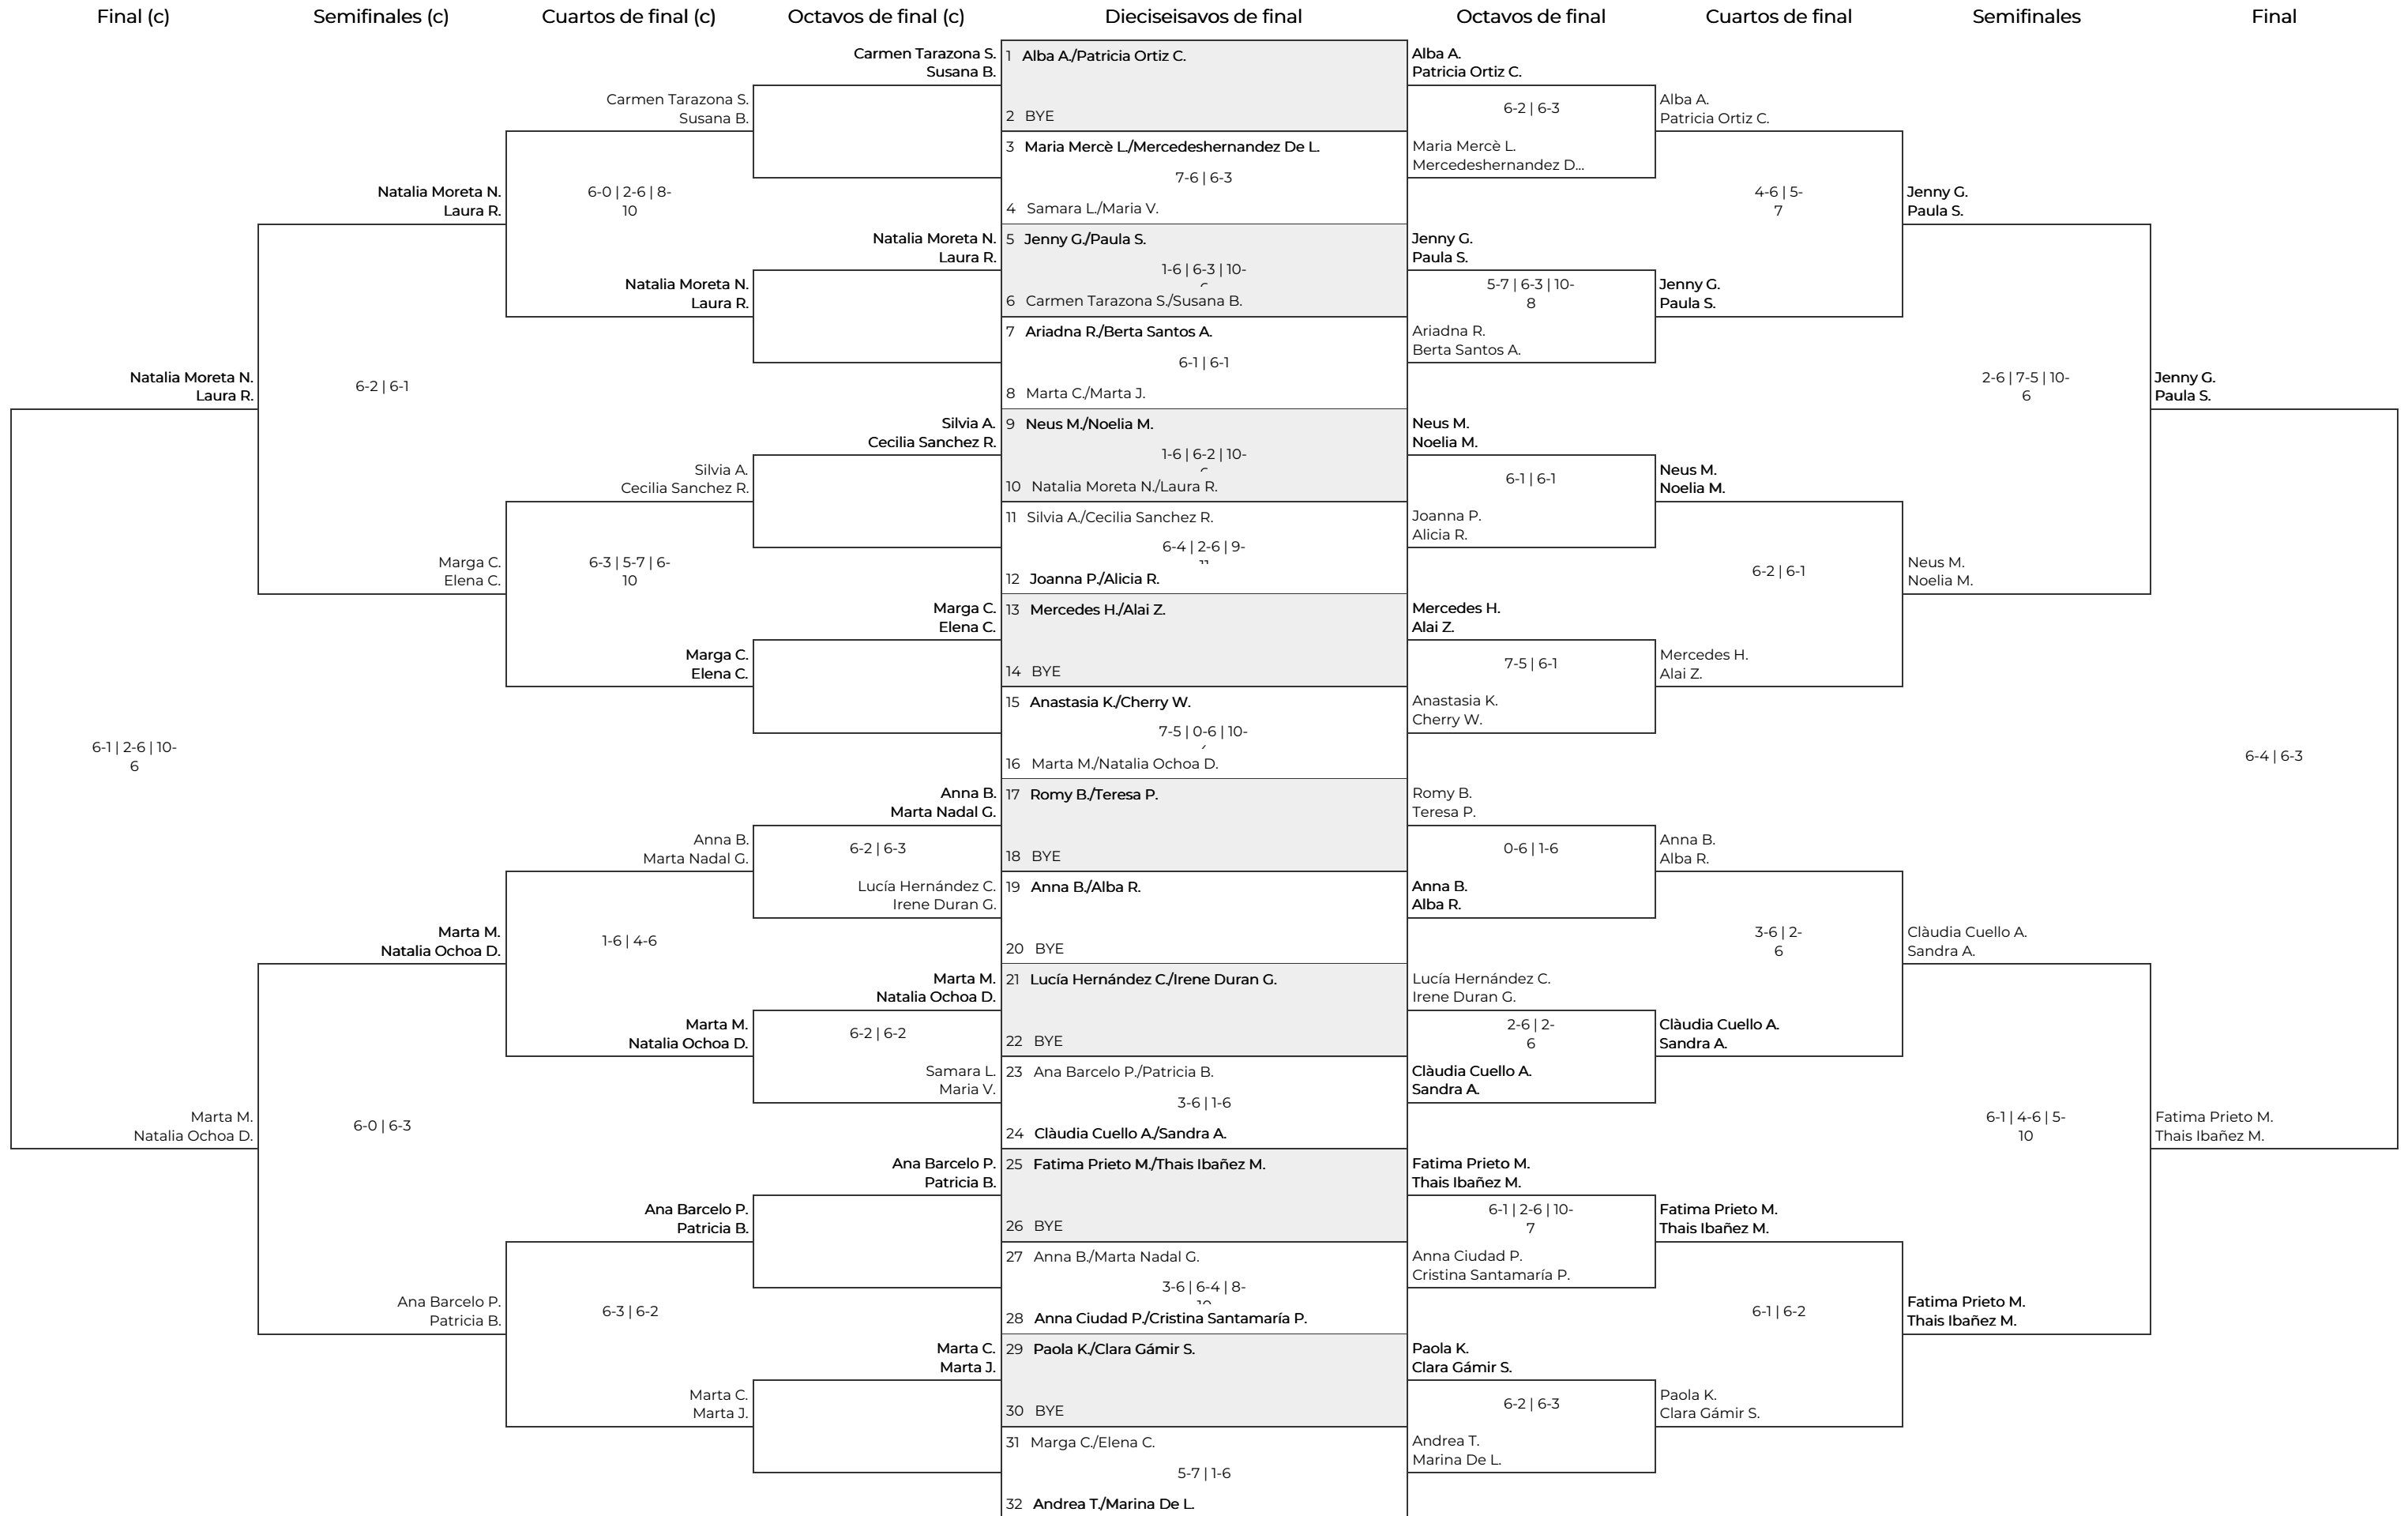 Final (c)
Semifinales (c)
Cuartos de final (c)
Octavos de final (c)
Dieciseisavos de final
Octavos de final
Cuartos de final
Semifinales
Final
Natalia Moreta N.
Laura R.
6-1 | 2-6 | 10-
6
Marta M.
Natalia Ochoa D.
Natalia Moreta N.
Laura R.
6-2 | 6-1
Marga C.
Elena C.
Marta M.
Natalia Ochoa D.
6-0 | 6-3
Ana Barcelo P.
Patricia B.
Carmen Tarazona S.
Susana B.
6-0 | 2-6 | 8-
10
Natalia Moreta N.
Laura R.
Silvia A.
Cecilia Sanchez R.
6-3 | 5-7 | 6-
10
Marga C.
Elena C.
Anna B.
Marta Nadal G.
1-6 | 4-6
Marta M.
Natalia Ochoa D.
Ana Barcelo P.
Patricia B.
6-3 | 6-2
Marta C.
Marta J.
Carmen Tarazona S.
Susana B.
Natalia Moreta N.
Laura R.
Silvia A.
Cecilia Sanchez R.
Marga C.
Elena C.
Anna B.
Marta Nadal G.
6-2 | 6-3
Lucía Hernández C.
Irene Duran G.
Marta M.
Natalia Ochoa D.
6-2 | 6-2
Samara L.
Maria V.
Ana Barcelo P.
Patricia B.
Marta C.
Marta J.
1 Alba A./Patricia Ortiz C.
2 BYE
3 Maria Mercè L./Mercedeshernandez De L.
7-6 | 6-3
4 Samara L./Maria V.
5 Jenny G./Paula S.
1-6 | 6-3 | 10-
6 Carmen Tarazona S./Susana B.
7 Ariadna R./Berta Santos A.
6-1 | 6-1
8 Marta C./Marta J.
9 Neus M./Noelia M.
1-6 | 6-2 | 10-
10 Natalia Moreta N./Laura R.
11 Silvia A./Cecilia Sanchez R.
6-4 | 2-6 | 9-
11
12 Joanna P./Alicia R.
13 Mercedes H./Alai Z.
14 BYE
15 Anastasia K./Cherry W.
7-5 | 0-6 | 10-
16 Marta M./Natalia Ochoa D.
17 Romy B./Teresa P.
18 BYE
19 Anna B./Alba R.
20 BYE
21 Lucía Hernández C./Irene Duran G.
22 BYE
23 Ana Barcelo P./Patricia B.
3-6 | 1-6
24 Clàudia Cuello A./Sandra A.
25 Fatima Prieto M./Thais Ibañez M.
26 BYE
27 Anna B./Marta Nadal G.
3-6 | 6-4 | 8-
10
28 Anna Ciudad P./Cristina Santamaría P.
29 Paola K./Clara Gámir S.
30 BYE
31 Marga C./Elena C.
5-7 | 1-6
32 Andrea T./Marina De L.
Alba A.
Patricia Ortiz C.
6-2 | 6-3
Maria Mercè L.
Mercedeshernandez D...
Jenny G.
Paula S.
5-7 | 6-3 | 10-
8
Ariadna R.
Berta Santos A.
Neus M.
Noelia M.
6-1 | 6-1
Joanna P.
Alicia R.
Mercedes H.
Alai Z.
7-5 | 6-1
Anastasia K.
Cherry W.
Romy B.
Teresa P.
0-6 | 1-6
Anna B.
Alba R.
Lucía Hernández C.
Irene Duran G.
2-6 | 2-
6
Clàudia Cuello A.
Sandra A.
Fatima Prieto M.
Thais Ibañez M.
6-1 | 2-6 | 10-
7
Anna Ciudad P.
Cristina Santamaría P.
Paola K.
Clara Gámir S.
6-2 | 6-3
Andrea T.
Marina De L.
Alba A.
Patricia Ortiz C.
4-6 | 5-
7
Jenny G.
Paula S.
Neus M.
Noelia M.
6-2 | 6-1
Mercedes H.
Alai Z.
Anna B.
Alba R.
3-6 | 2-
6
Clàudia Cuello A.
Sandra A.
Fatima Prieto M.
Thais Ibañez M.
6-1 | 6-2
Paola K.
Clara Gámir S.
Jenny G.
Paula S.
2-6 | 7-5 | 10-
6
Neus M.
Noelia M.
Clàudia Cuello A.
Sandra A.
6-1 | 4-6 | 5-
10
Fatima Prieto M.
Thais Ibañez M.
Jenny G.
Paula S.
6-4 | 6-3
Fatima Prieto M.
Thais Ibañez M.